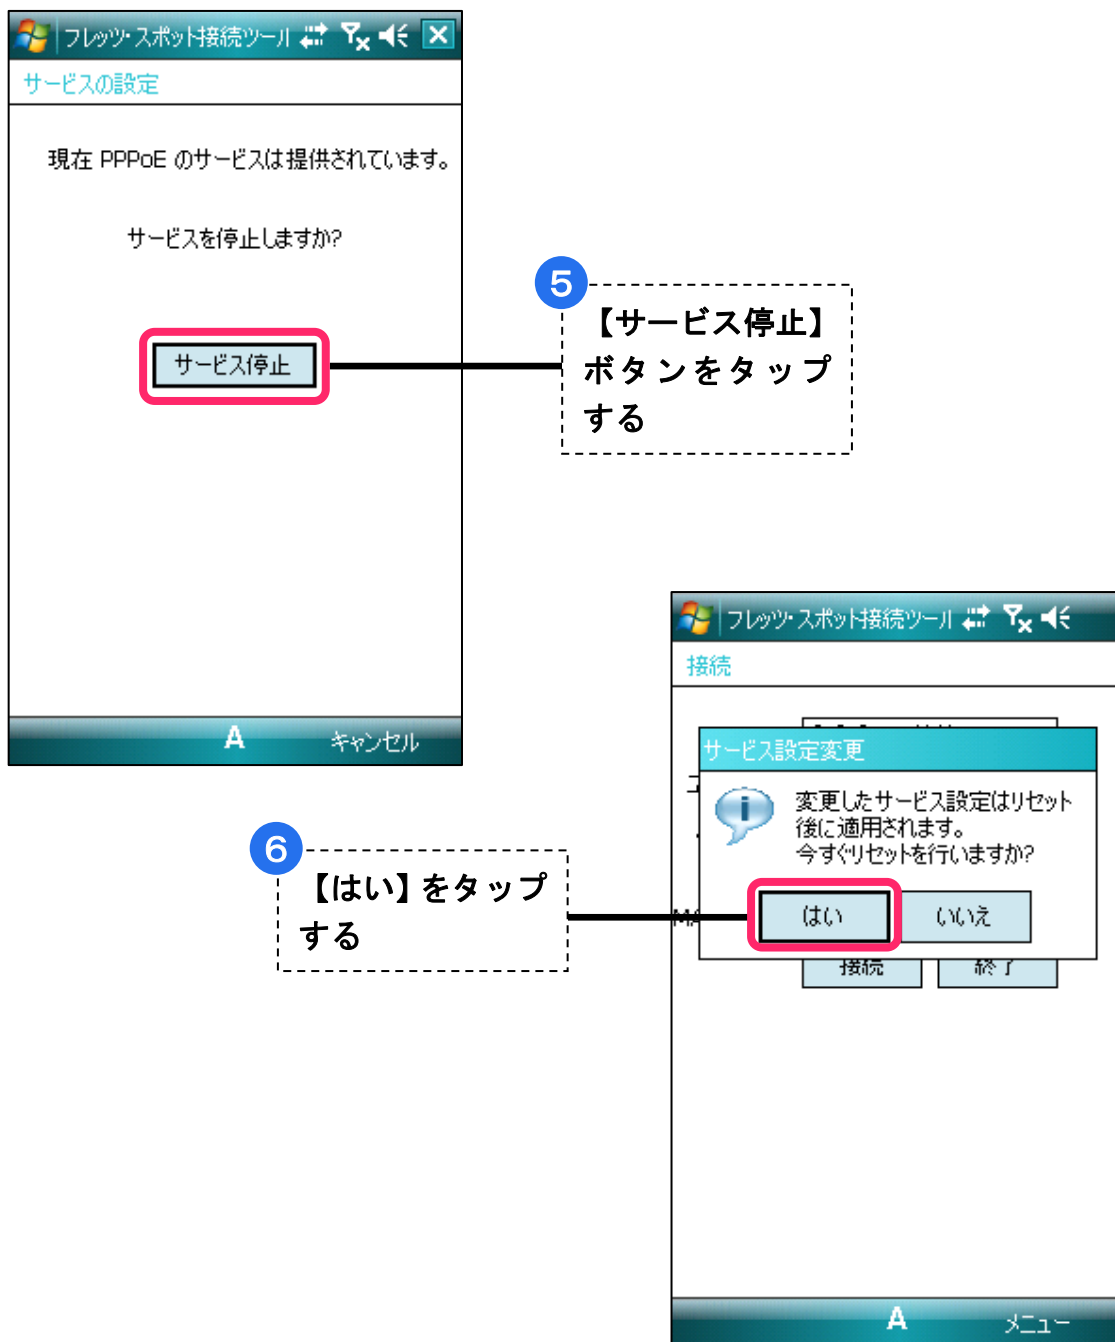 フレッツ・スポット接続ツール
サービスの設定
現在 PPPoE のサービスは提供されています。
サービスを停止しますか?
サービス停止
A キャンセル
5
【サービス停止】
ボタンをタップ
する
フレッツ・スポット接続ツール
接続
サービス設定変更
変更したサービス設定はリセット
後に適用されます。
今すぐリセットを行いますか?
はい いいえ
接続 終了
A メニュー
6
【はい】をタップ
する